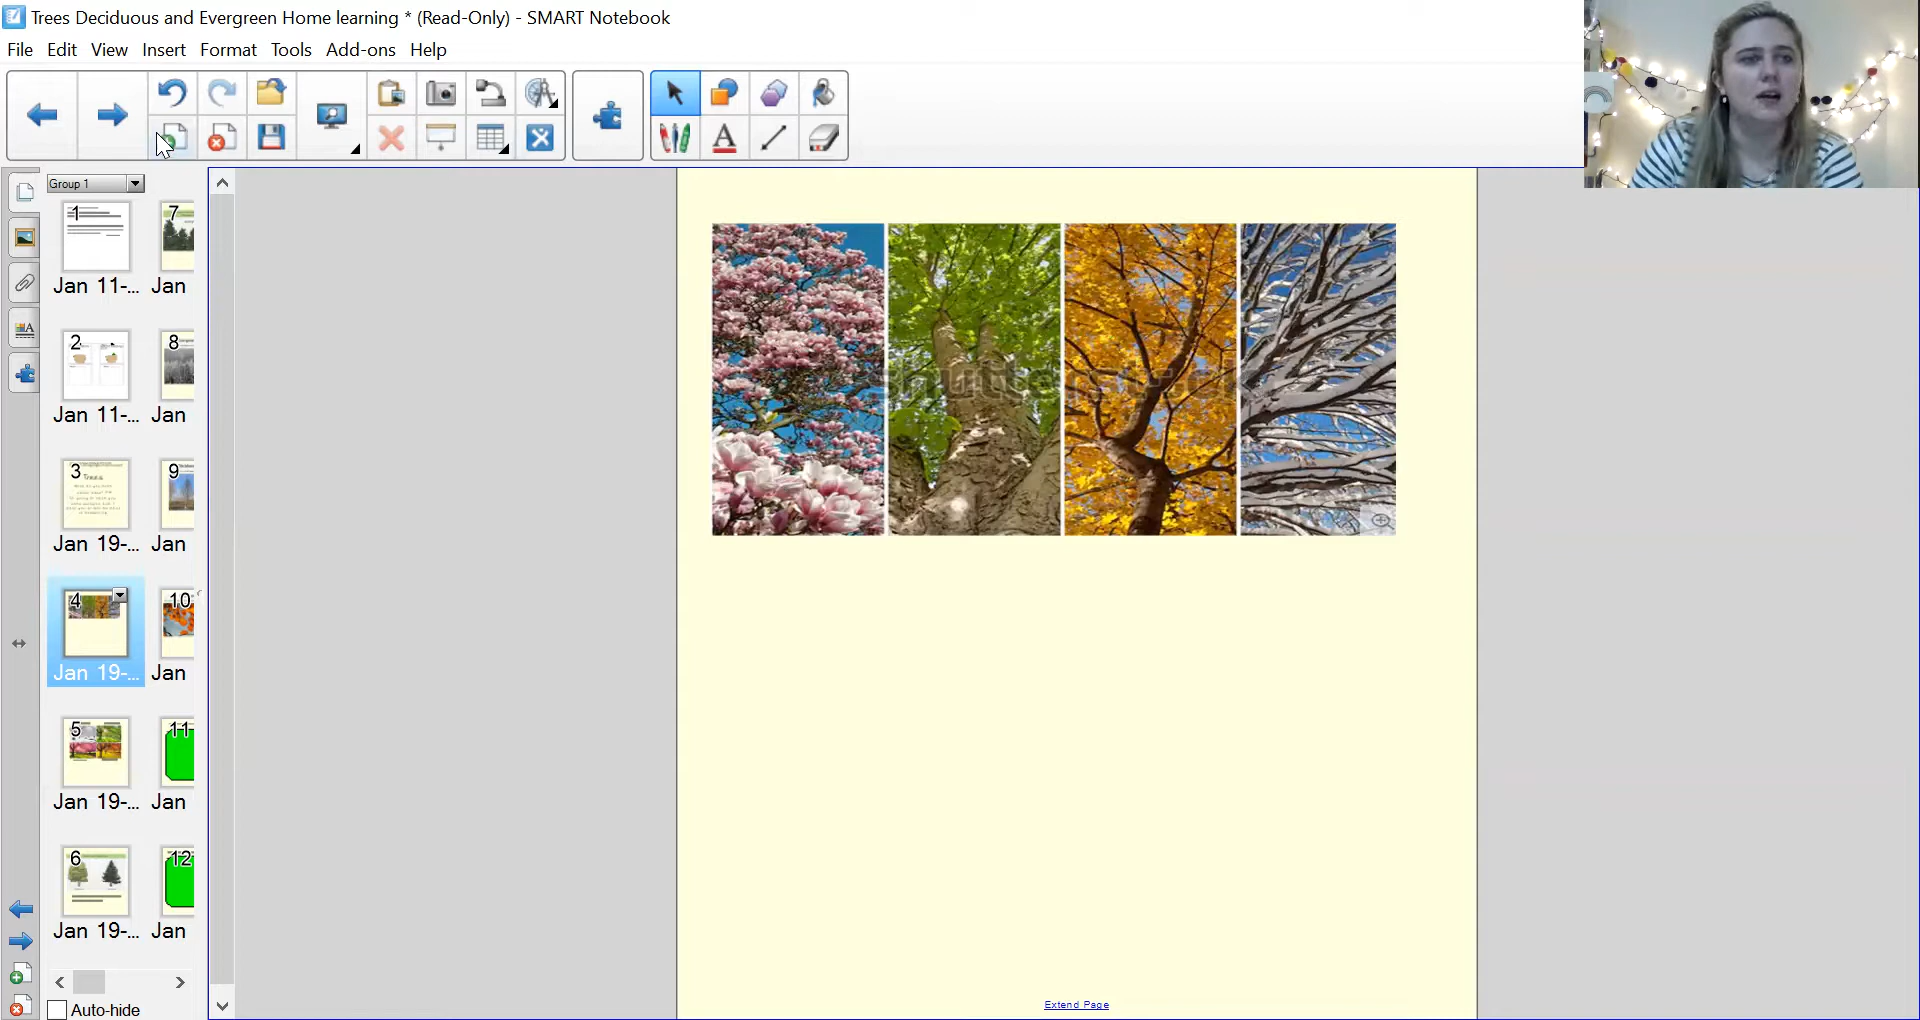 Trees Deciduous and Evergreen Home learning * (Read-Only) - SMART Notebook
File Edit View Insert Format Tools Add-ons Help
Group 1
1
7
Jan 11-... Jan
2
8
Jan 11-... Jan
3
9
Trees
Jan 19-... Jan
4
10
Jan 19-... Jan
5
11
Jan 19-... Jan
6
12
Jan 19-... Jan
Auto-hide
shutterstock
Extend Page